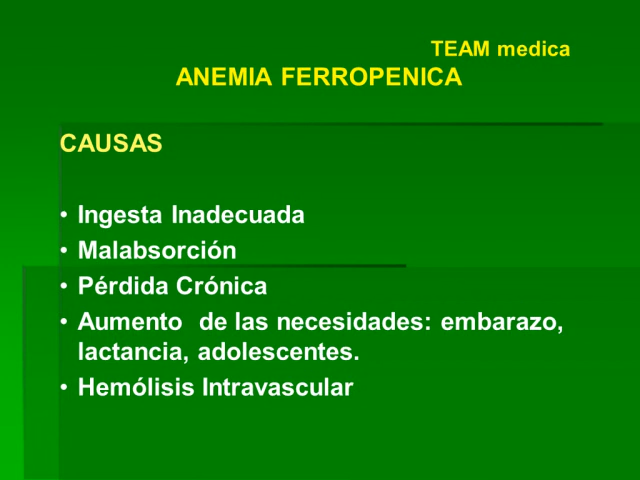 TEAM medica
ANEMIA FERROPENICA
CAUSAS
• Ingesta Inadecuada
• Malabsorción
• Pérdida Crónica
• Aumento  de las necesidades: embarazo,
lactancia, adolescentes.
• Hemólisis Intravascular